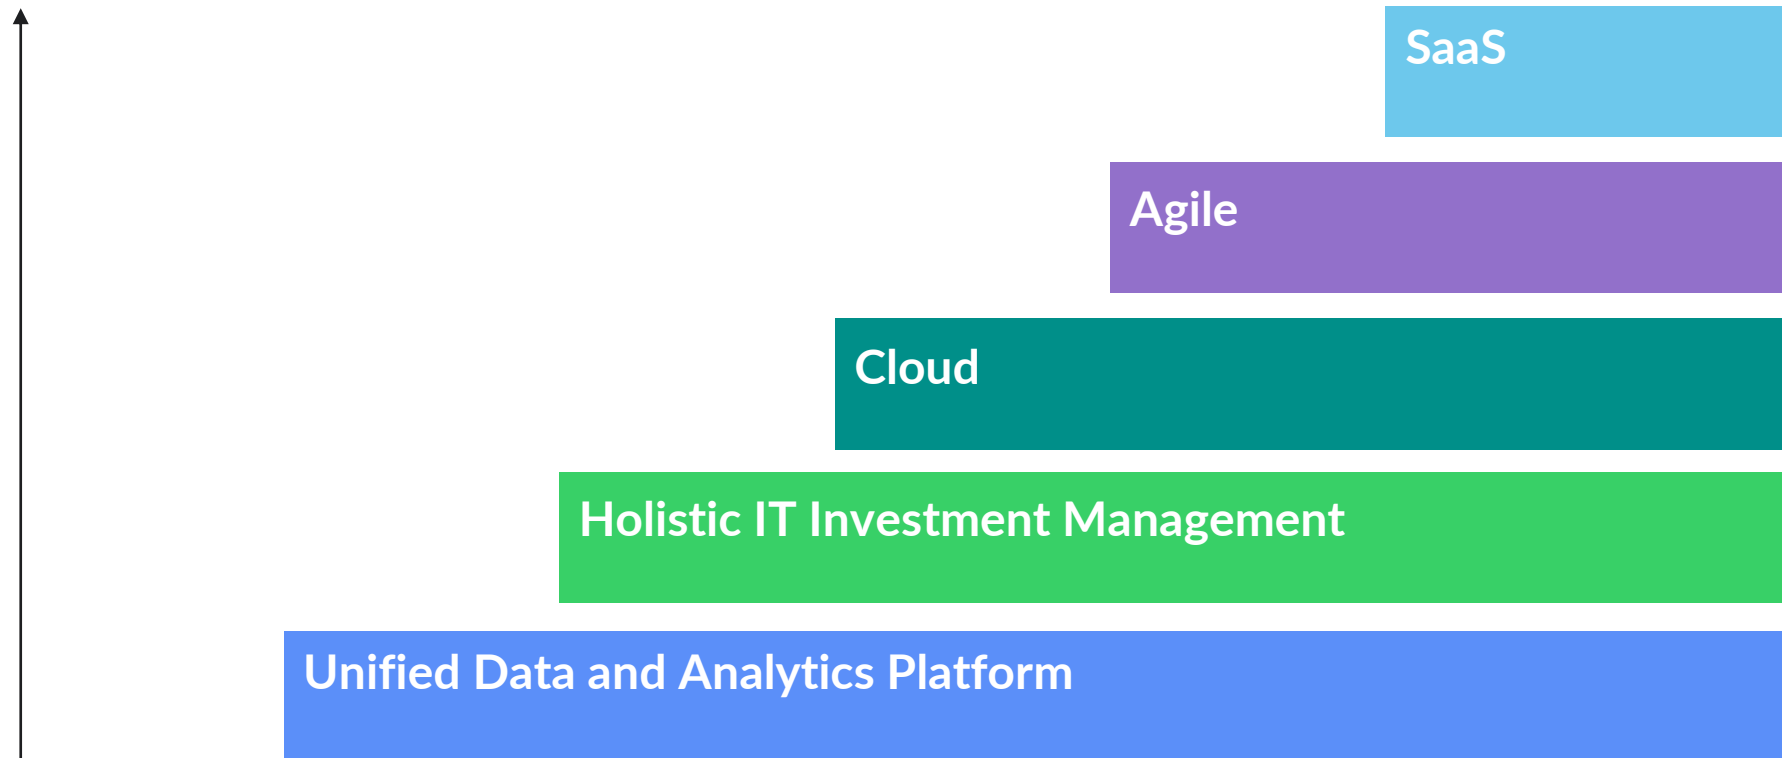 SaaS
Agile
Cloud
Holistic IT Investment Management
Unified Data and Analytics Platform